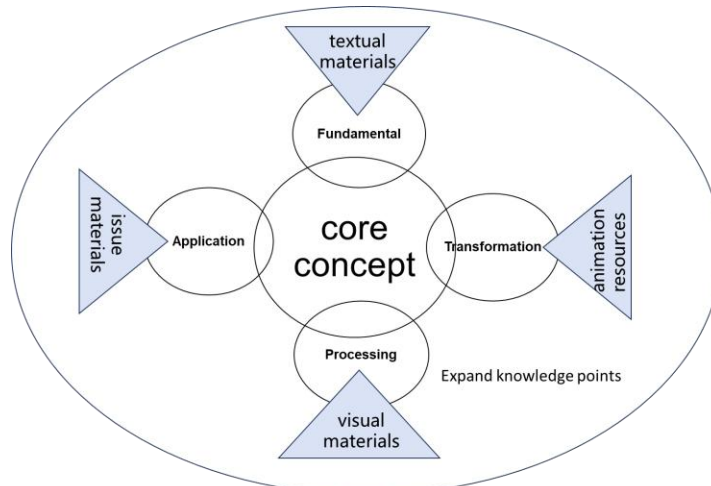 textual
materials
Fundamental
issue
materials
Application
core
concept
Transformation
animation
resources
Processing
Expand knowledge points
visual
materials